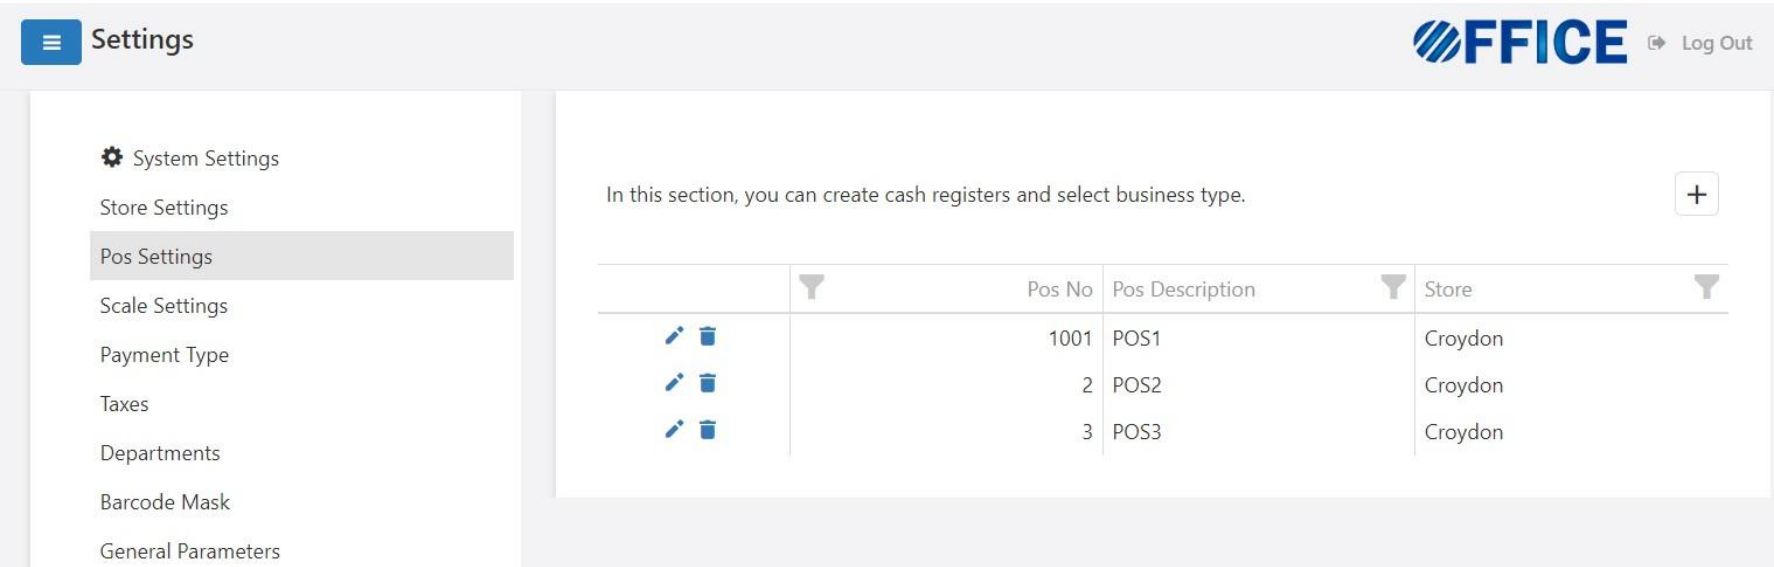 Settings
OFFICE
Log Out
System Settings
Store Settings
Pos Settings
Scale Settings
Payment Type
Taxes
Departments
Barcode Mask
General Parameters
In this section, you can create cash registers and select business type.
Pos No Pos Description Store
1001 POS1 Croydon
2 POS2 Croydon
3 POS3 Croydon